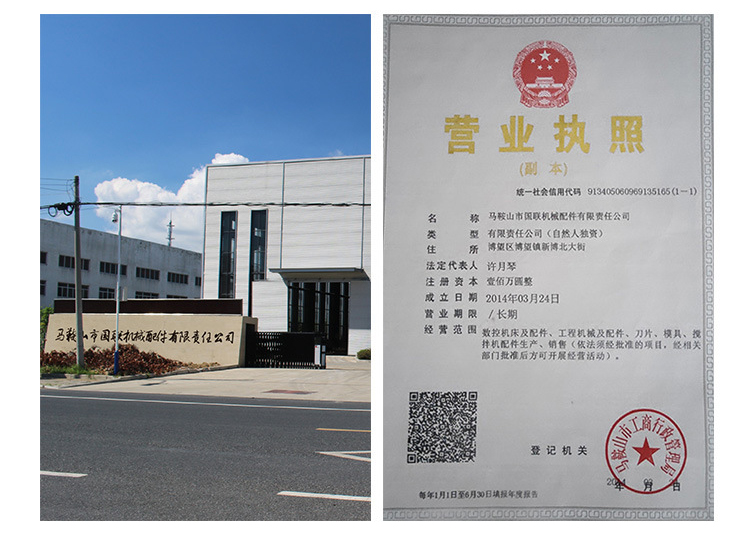 马鞍山市国联机械配件有限责任公司
营业执照
(副本)
统一社会信用代码 913405060969135165(1-1)
名 称 马鞍山市国联机械配件有限责任公司
类 型 有限责任公司(自然人独资)
住 所 博望区博望镇新博北大街
法定代表人 许月琴
注册资本 壹佰万圆整
成立日期 2014年03月24日
营业期限 /长期
经营范围 数控机床及配件、工程机械及配件、刀片、模具、搅
拌机配件生产、销售(依法须经批准的项目,经相关
部门批准后方可开展经营活动)。
登记机关
马鞍山市工商行政管理局
年 月 日
每年1月1日至6月30日填报年度报告